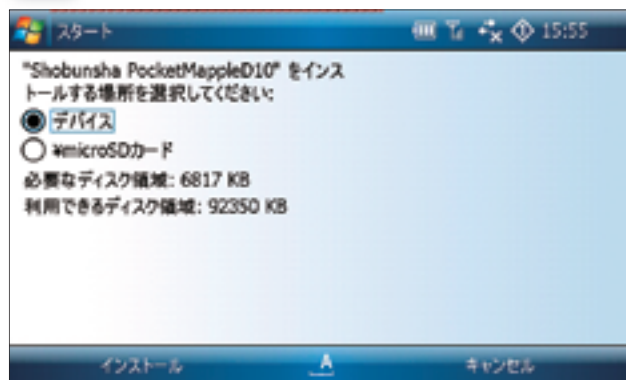 スタート 15:55
"Shobunsha PocketMappleD10" をインス
トールする場所を選択してください:
デバイス
¥microSDカード
必要なディスク領域: 6817 KB
利用できるディスク領域: 92350 KB
インストール A キャンセル